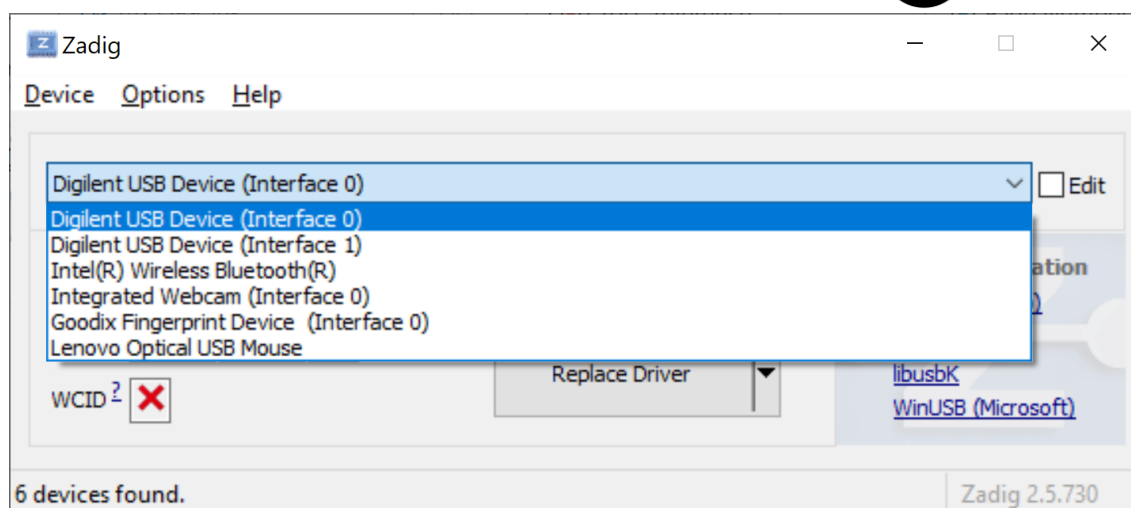 Zadig
Device Options Help
Digilent USB Device (Interface 0)
Edit
Digilent USB Device (Interface 0)
Digilent USB Device (Interface 1)
Intel(R) Wireless Bluetooth(R)
Integrated Webcam (Interface 0)
Goodix Fingerprint Device (Interface 0)
Lenovo Optical USB Mouse
WCID ?
Replace Driver
libusbK
WinUSB (Microsoft)
6 devices found.
Zadig 2.5.730